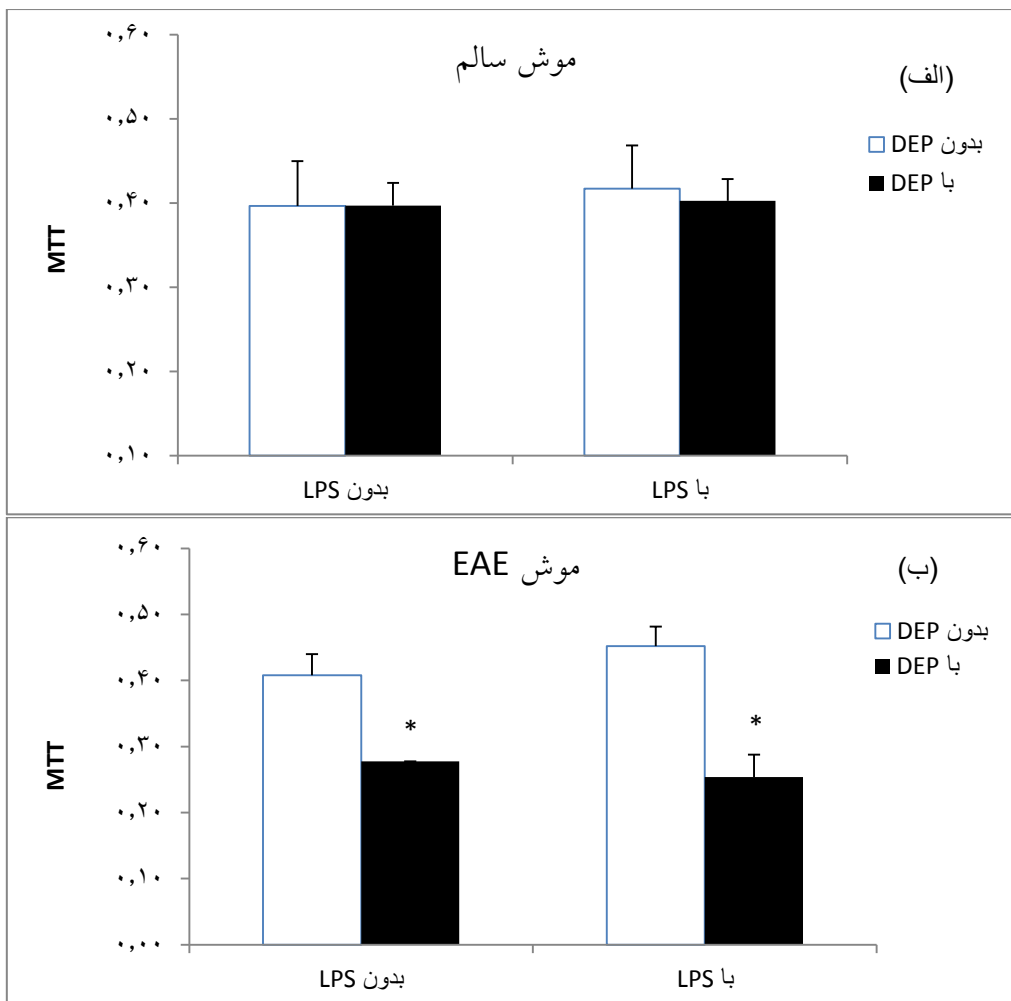 موش سالم
(الف)
بدون DEP
با DEP
MTT
۰,۶۰
۰,۵۰
۰,۴۰
۰,۳۰
۰,۲۰
۰,۱۰
بدون LPS
با LPS
موش EAE
(ب)
بدون DEP
با DEP
MTT
۰,۶۰
۰,۵۰
۰,۴۰
۰,۳۰
۰,۲۰
۰,۱۰
۰,۰۰
*
*
بدون LPS
با LPS